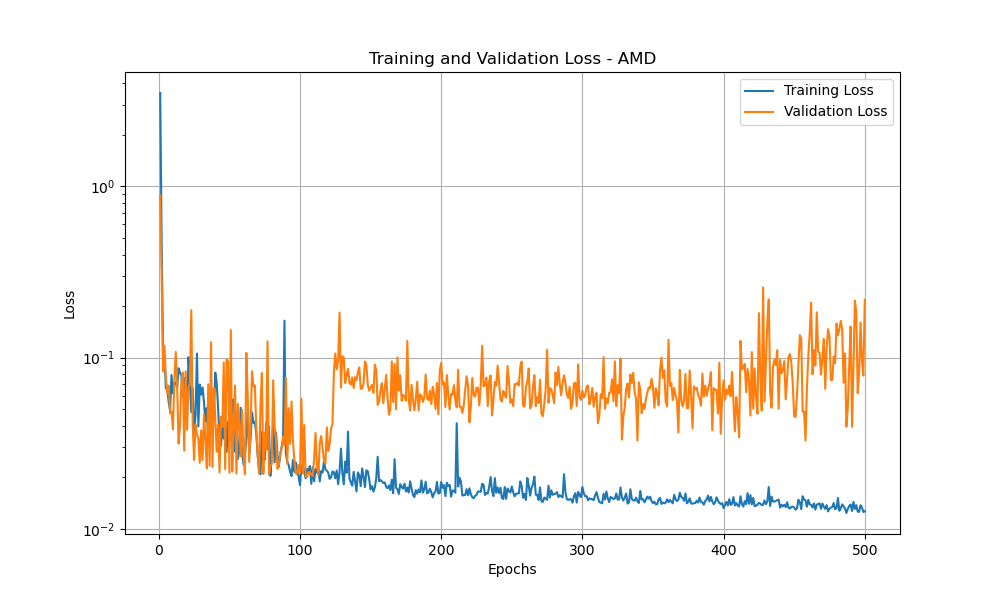 Training and Validation Loss - AMD
Training Loss
Validation Loss
Loss
10⁰
10⁻¹
10⁻²
0 100 200 300 400 500
Epochs